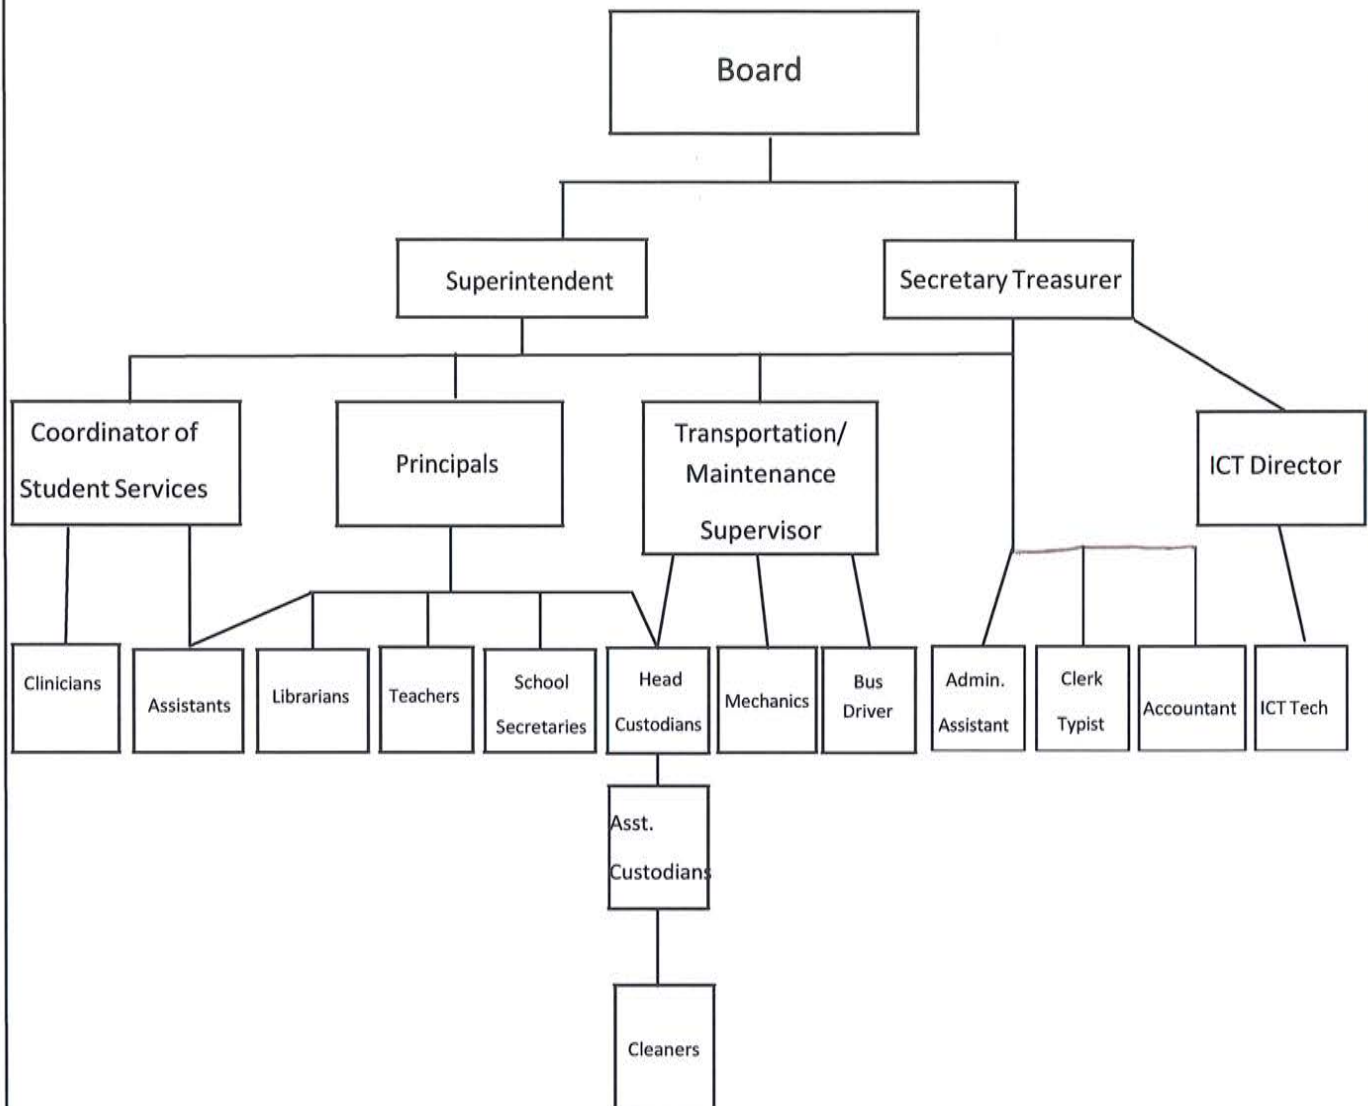 Board
Superintendent
Secretary Treasurer
Coordinator of
Student Services
Principals
Transportation/
Maintenance
Supervisor
ICT Director
Clinicians
Assistants
Librarians
Teachers
School
Secretaries
Head
Custodians
Mechanics
Bus
Driver
Admin.
Assistant
Clerk
Typist
Accountant
ICT Tech
Asst.
Custodians
Cleaners